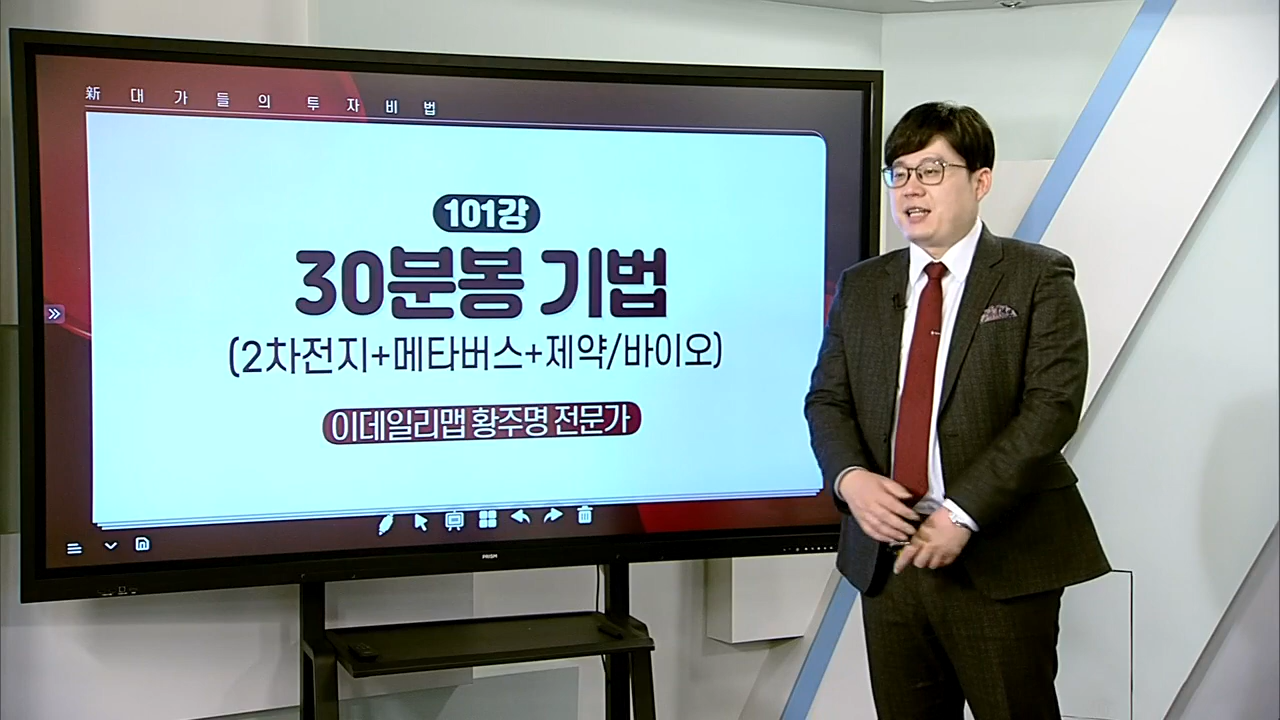 新 대가들의 투자비법
101강
30분봉 기법
(2차전지+메타버스+제약/바이오)
이데일리맵 황주명 전문가
PRISM